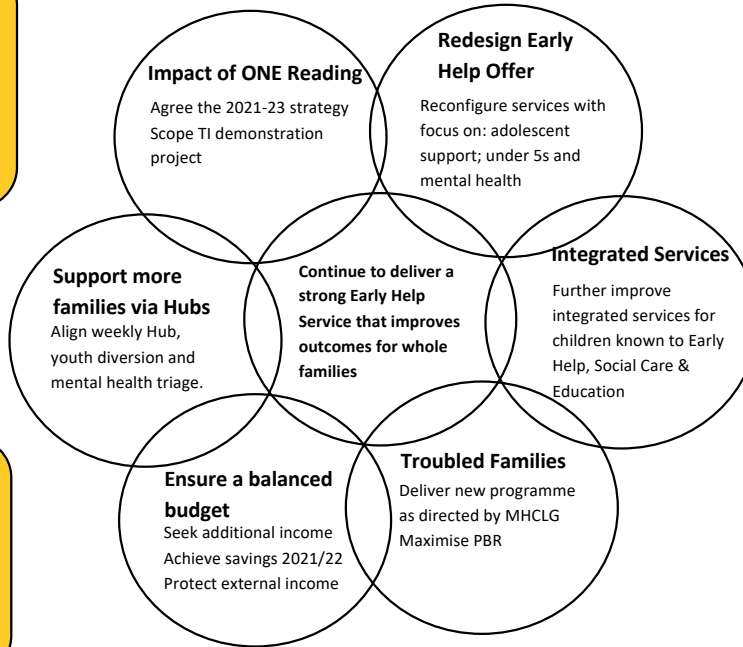 Impact of ONE Reading
Agree the 2021-23 strategy
Scope TI demonstration
project
Redesign Early
Help Offer
Reconfigure services with
focus on: adolescent
support; under 5s and
mental health
Support more
families via Hubs
Align weekly Hub,
youth diversion and
mental health triage.
Continue to deliver a
strong Early Help
Service that improves
outcomes for whole
families
Integrated Services
Further improve
integrated services for
children known to Early
Help, Social Care &
Education
Ensure a balanced
budget
Seek additional income
Achieve savings 2021/22
Protect external income
Troubled Families
Deliver new programme
as directed by MHCLG
Maximise PBR